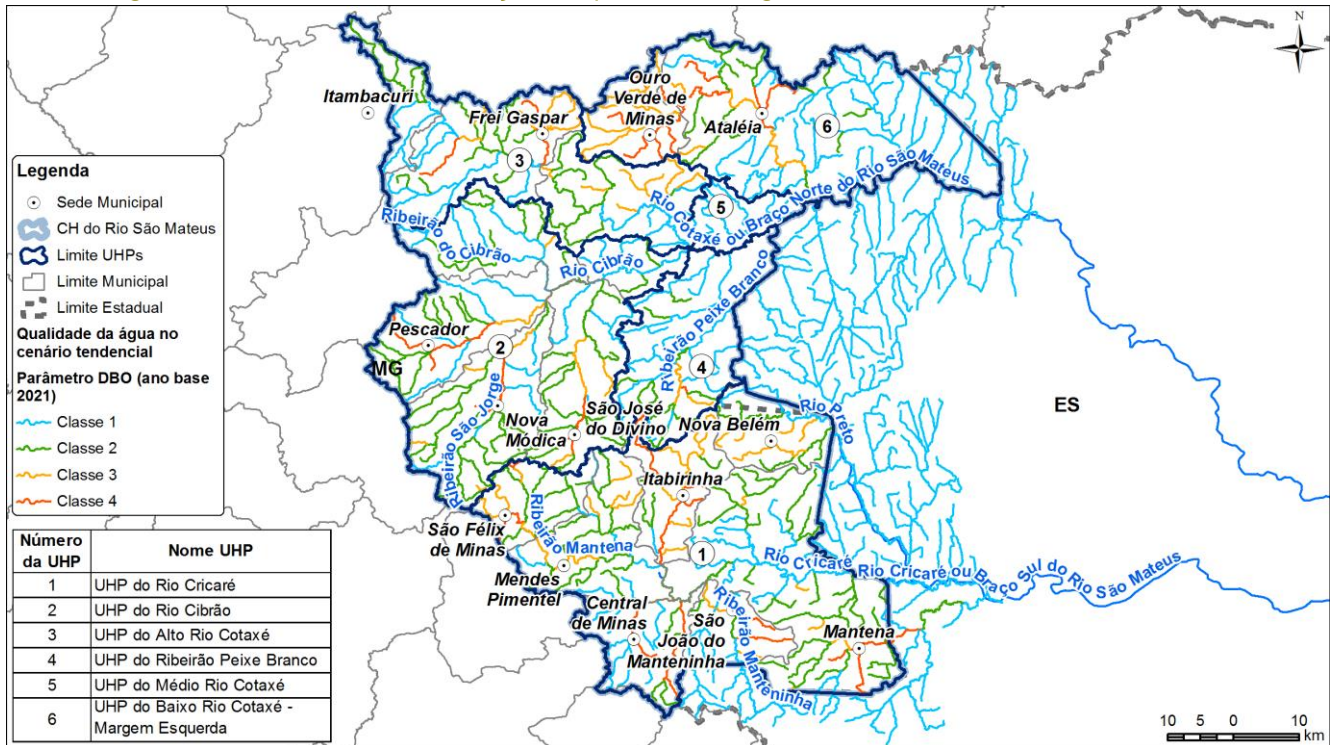 N
Itambacuri
Frei Gaspar
Ouro
Verde de
Minas
Ataléia
6
3
5
Rio Cotaxé ou Braço Norte do Rio São Mateus
Ribeirão do Cibrão
Rio Cibrão
Ribeirão Peixe Branco
Pescador
2
MG
4
Ribeirão São Jorge
Nova
Módica
São José
do Divino
Nova Belém
Rio Preto
ES
Itabirinha
São Félix
de Minas
Ribeirão Mantena
1
Rio Cricaré
Rio Cricaré ou Braço Sul do Rio São Mateus
Mendes
Pimentel
Central
de Minas
São
João do
Manteninha
Ribeirão Manteninha
Mantena
Legenda
Sede Municipal
CH do Rio São Mateus
Limite UHPs
Limite Municipal
Limite Estadual
Qualidade da água no
cenário tendencial
Parâmetro DBO (ano base
2021)
Classe 1
Classe 2
Classe 3
Classe 4
Número da UHP Nome UHP
1 UHP do Rio Cricaré
2 UHP do Rio Cibrão
3 UHP do Alto Rio Cotaxé
4 UHP do Ribeirão Peixe Branco
5 UHP do Médio Rio Cotaxé
6 UHP do Baixo Rio Cotaxé -
Margem Esquerda
10 5 0 10
km